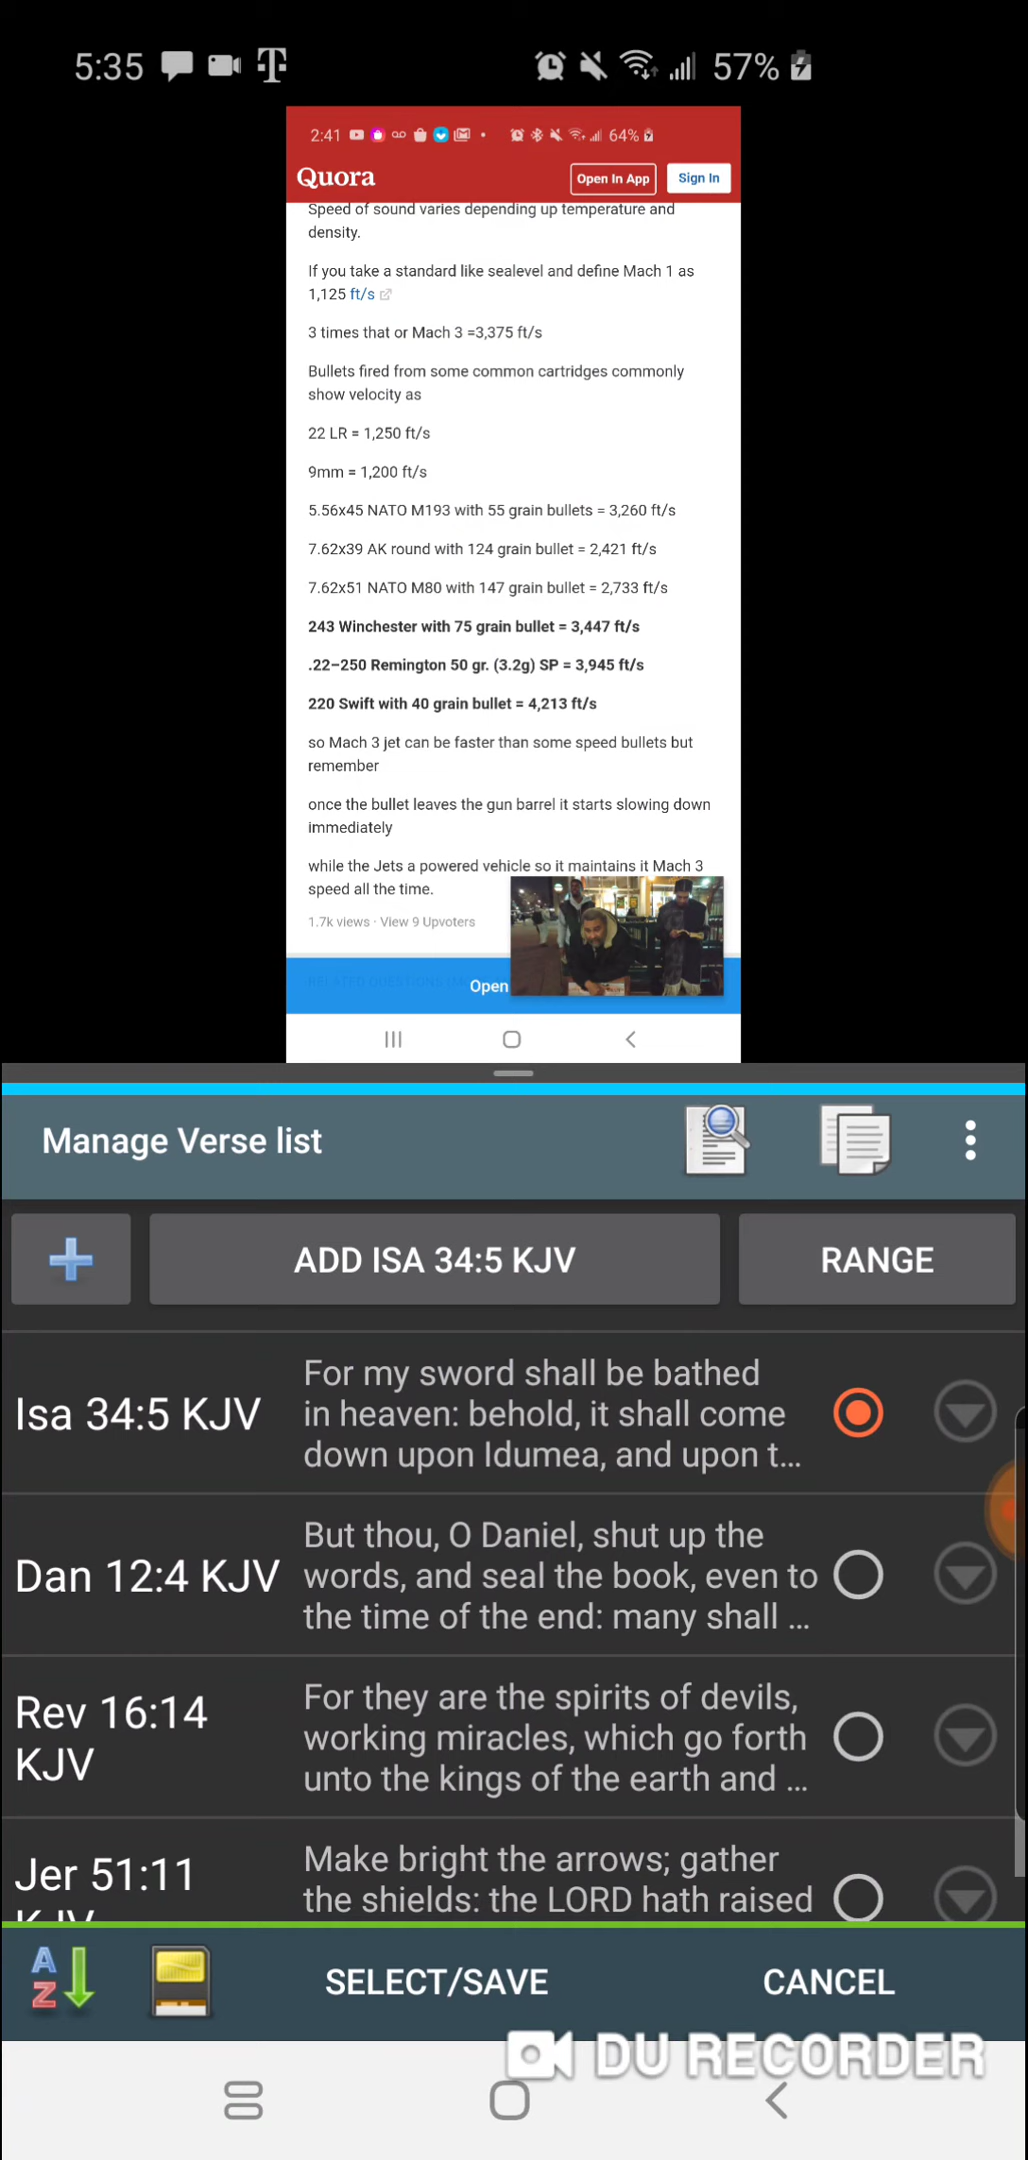 5:35
57%
2:41
64%
Quora
Open In App
Sign In
Speed of sound varies depending up temperature and
density.
If you take a standard like sealevel and define Mach 1 as
1,125 ft/s
3 times that or Mach 3 =3,375 ft/s
Bullets fired from some common cartridges commonly
show velocity as
22 LR = 1,250 ft/s
9mm = 1,200 ft/s
5.56x45 NATO M193 with 55 grain bullets = 3,260 ft/s
7.62x39 AK round with 124 grain bullet = 2,421 ft/s
7.62x51 NATO M80 with 147 grain bullet = 2,733 ft/s
243 Winchester with 75 grain bullet = 3,447 ft/s
.22–250 Remington 50 gr. (3.2g) SP = 3,945 ft/s
220 Swift with 40 grain bullet = 4,213 ft/s
so Mach 3 jet can be faster than some speed bullets but
remember
once the bullet leaves the gun barrel it starts slowing down
immediately
while the Jets a powered vehicle so it maintains it Mach 3
speed all the time.
1.7k views · View 9 Upvoters
RELATED QUESTIONS
Open
Manage Verse list
ADD ISA 34:5 KJV
RANGE
Isa 34:5 KJV
For my sword shall be bathed
in heaven: behold, it shall come
down upon Idumea, and upon t...
Dan 12:4 KJV
But thou, O Daniel, shut up the
words, and seal the book, even to
the time of the end: many shall ...
Rev 16:14
KJV
For they are the spirits of devils,
working miracles, which go forth
unto the kings of the earth and ...
Jer 51:11
KJV
Make bright the arrows; gather
the shields: the LORD hath raised
A
Z
SELECT/SAVE
CANCEL
DU RECORDER